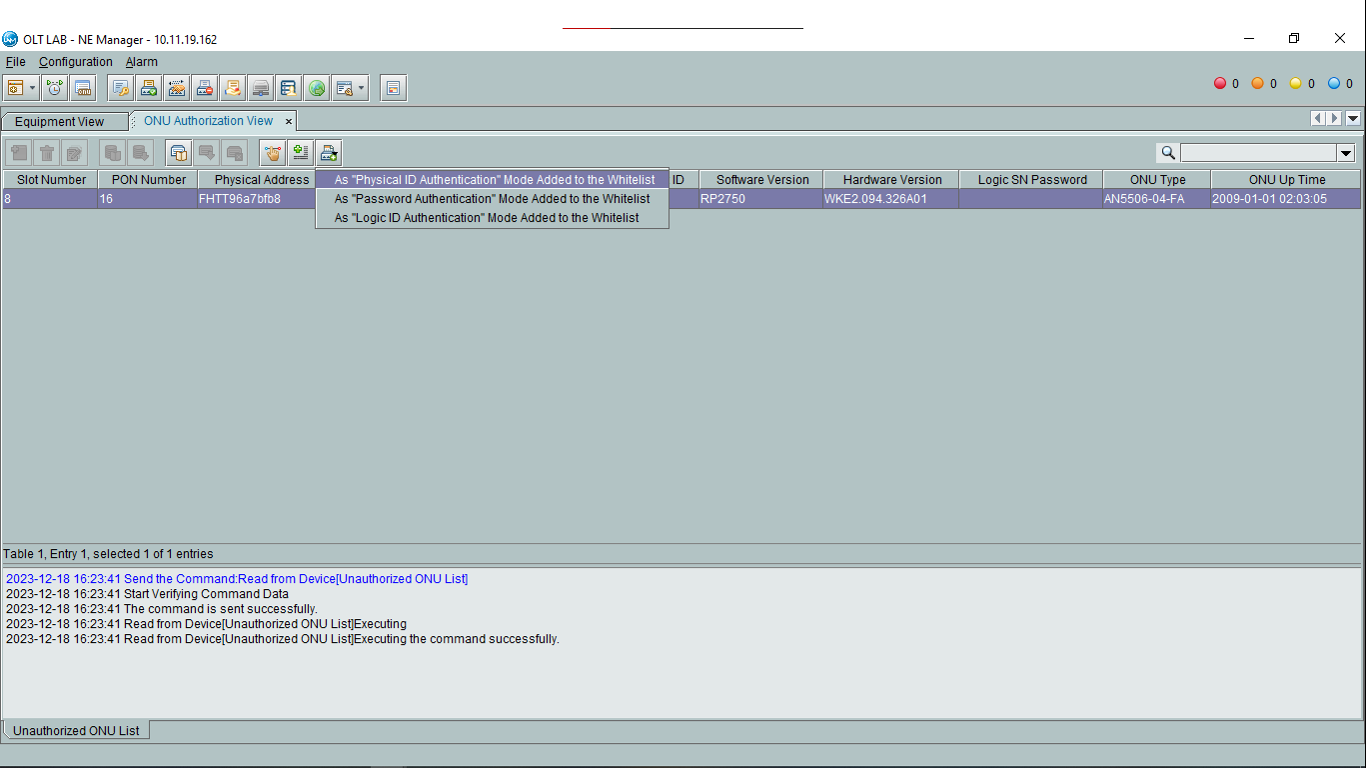 OLT LAB - NE Manager - 10.11.19.162
File Configuration Alarm
0 0 0 0
Equipment View ONU Authorization View
Slot Number PON Number Physical Address ID Software Version Hardware Version Logic SN Password ONU Type ONU Up Time
8 16 FHTT96a7bfb8 RP2750 WKE2.094.326A01 AN5506-04-FA 2009-01-01 02:03:05
As "Physical ID Authentication" Mode Added to the Whitelist
As "Password Authentication" Mode Added to the Whitelist
As "Logic ID Authentication" Mode Added to the Whitelist
Table 1, Entry 1, selected 1 of 1 entries
2023-12-18 16:23:41 Send the Command:Read from Device[Unauthorized ONU List]
2023-12-18 16:23:41 Start Verifying Command Data
2023-12-18 16:23:41 The command is sent successfully.
2023-12-18 16:23:41 Read from Device[Unauthorized ONU List]Executing
2023-12-18 16:23:41 Read from Device[Unauthorized ONU List]Executing the command successfully.
Unauthorized ONU List